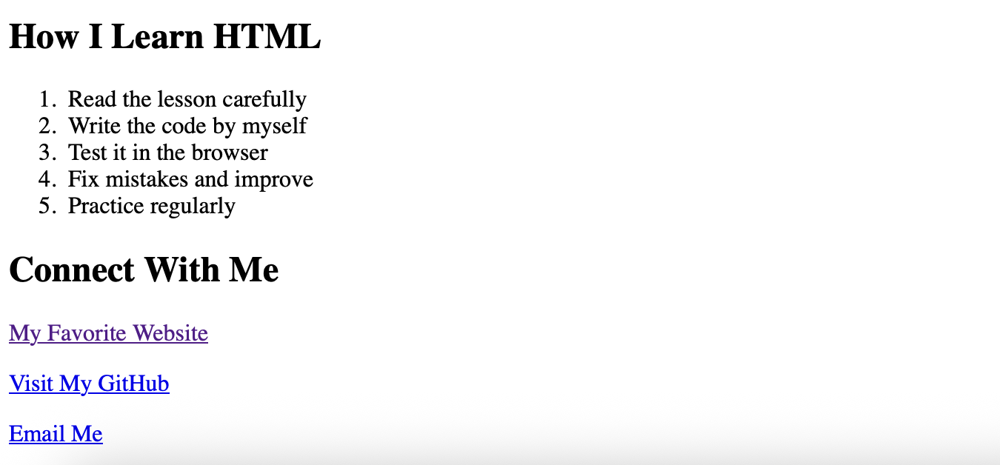 How I Learn HTML
1. Read the lesson carefully
2. Write the code by myself
3. Test it in the browser
4. Fix mistakes and improve
5. Practice regularly
Connect With Me
My Favorite Website
Visit My GitHub
Email Me